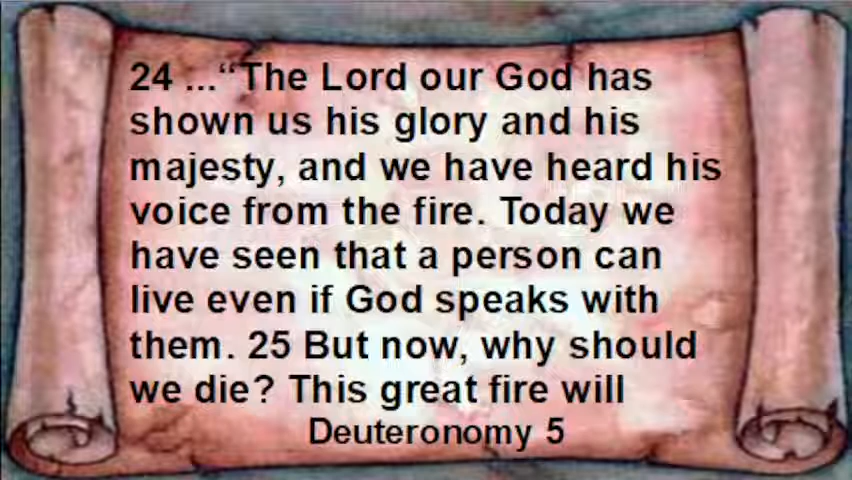 24 ...“The Lord our God has
shown us his glory and his
majesty, and we have heard his
voice from the fire. Today we
have seen that a person can
live even if God speaks with
them. 25 But now, why should
we die? This great fire will
Deuteronomy 5